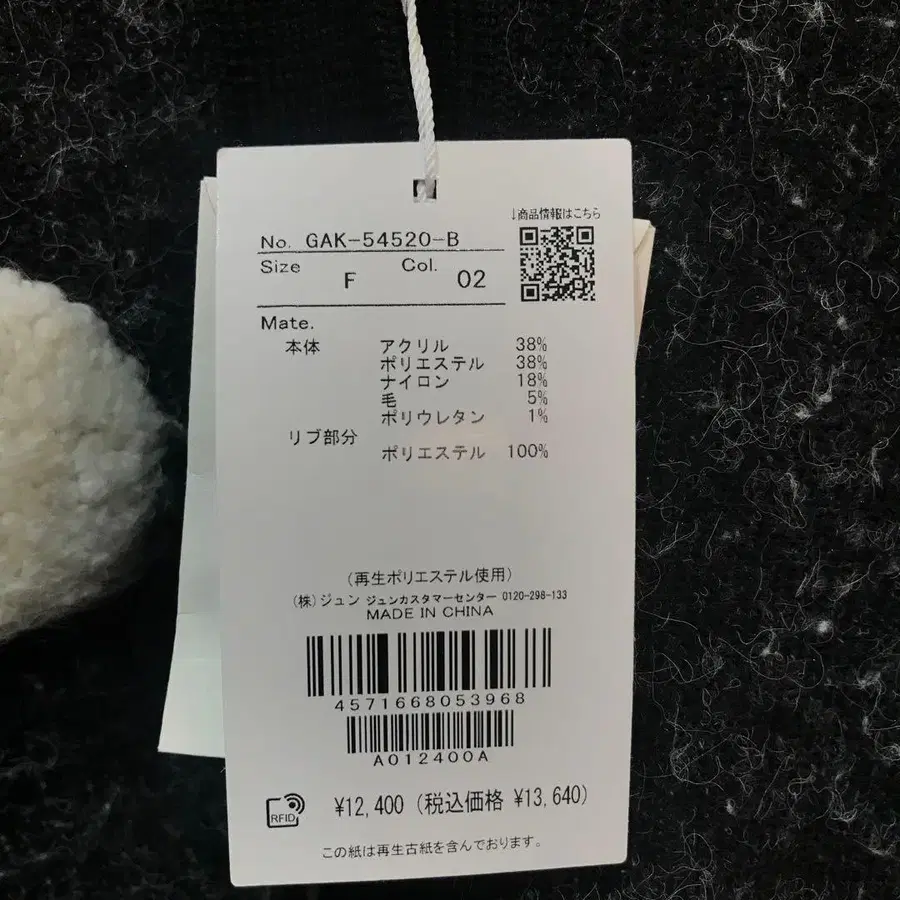 ↓商品情報はこちら
No. GAK-54520-B
Size F Col. 02
Mate.
本体 アクリル 38%
ポリエステル 38%
ナイロン 18%
毛 5%
ポリウレタン 1%
リブ部分
ポリエステル 100%
(再生ポリエステル使用)
(株)ジュン ジュンカスタマーセンター 0120-298-133
MADE IN CHINA
4571668053968
A012400A
RFID ¥12,400 (税込価格 ¥13,640)
この紙は再生古紙を含んでおります。